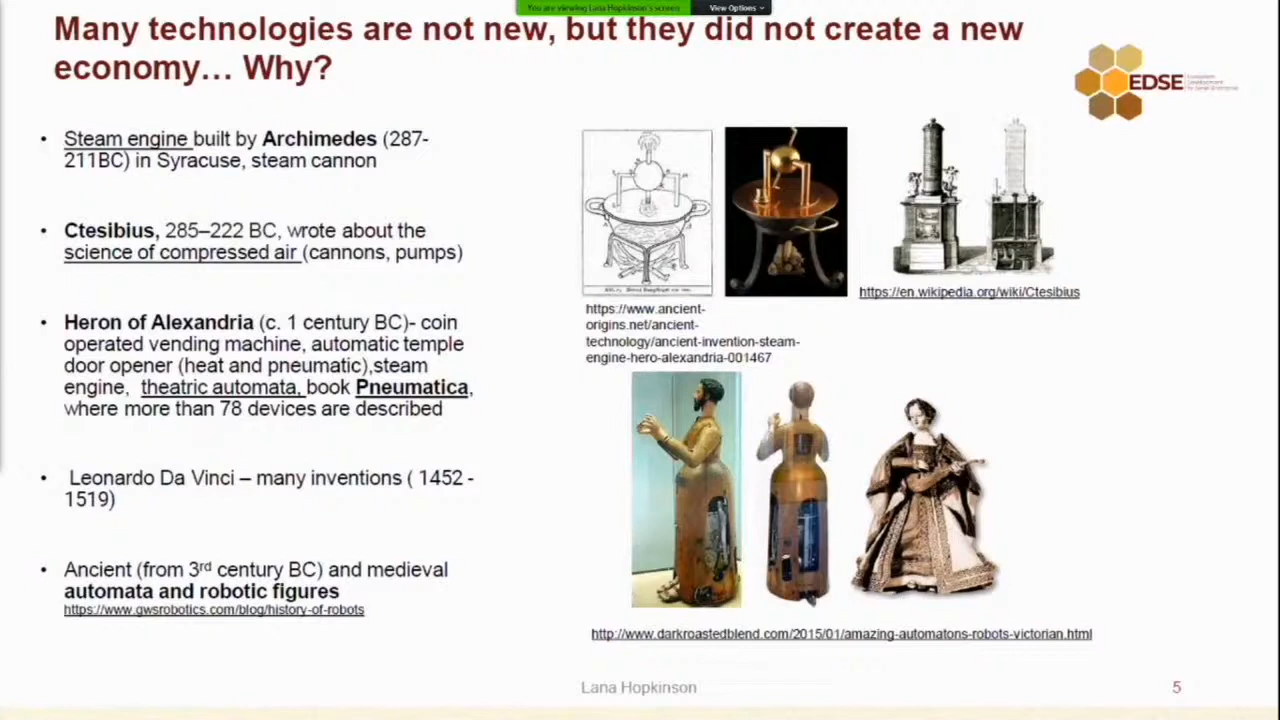 You are viewing Lana Hopkinson's screen
View Options
Many technologies are not new, but they did not create a new
economy... Why?
EDSE
• Steam engine built by Archimedes (287-
211BC) in Syracuse, steam cannon
• Ctesibius, 285–222 BC, wrote about the
science of compressed air (cannons, pumps)
• Heron of Alexandria (c. 1 century BC)- coin
operated vending machine, automatic temple
door opener (heat and pneumatic),steam
engine, theatric automata, book Pneumatica,
where more than 78 devices are described
• Leonardo Da Vinci – many inventions ( 1452 -
1519)
• Ancient (from 3rd century BC) and medieval
automata and robotic figures
https://www.gwsrobotics.com/blog/history-of-robots
https://www.ancient-
origins.net/ancient-
technology/ancient-invention-steam-
engine-hero-alexandria-001467
https://en.wikipedia.org/wiki/Ctesibius
http://www.darkroastedblend.com/2015/01/amazing-automatons-robots-victorian.html
Lana Hopkinson
5